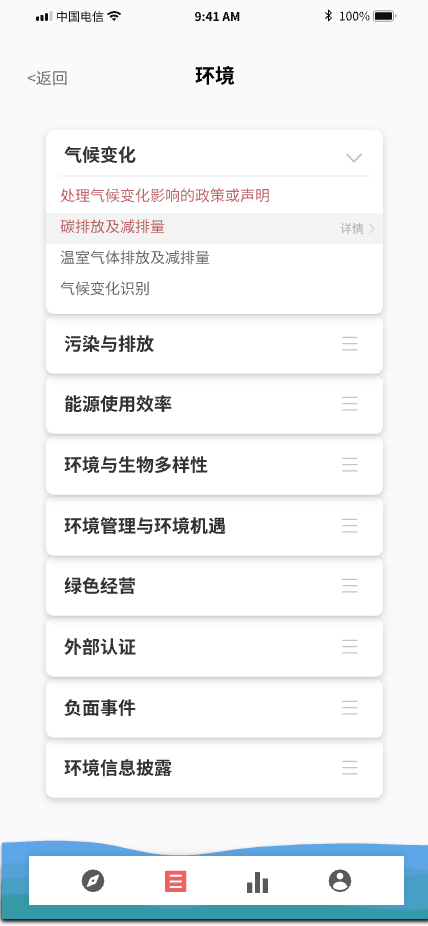 中国电信 9:41 AM 100%
<返回 环境
气候变化
处理气候变化影响的政策或声明
碳排放及减排量 详情 >
温室气体排放及减排量
气候变化识别
污染与排放
能源使用效率
环境与生物多样性
环境管理与环境机遇
绿色经营
外部认证
负面事件
环境信息披露